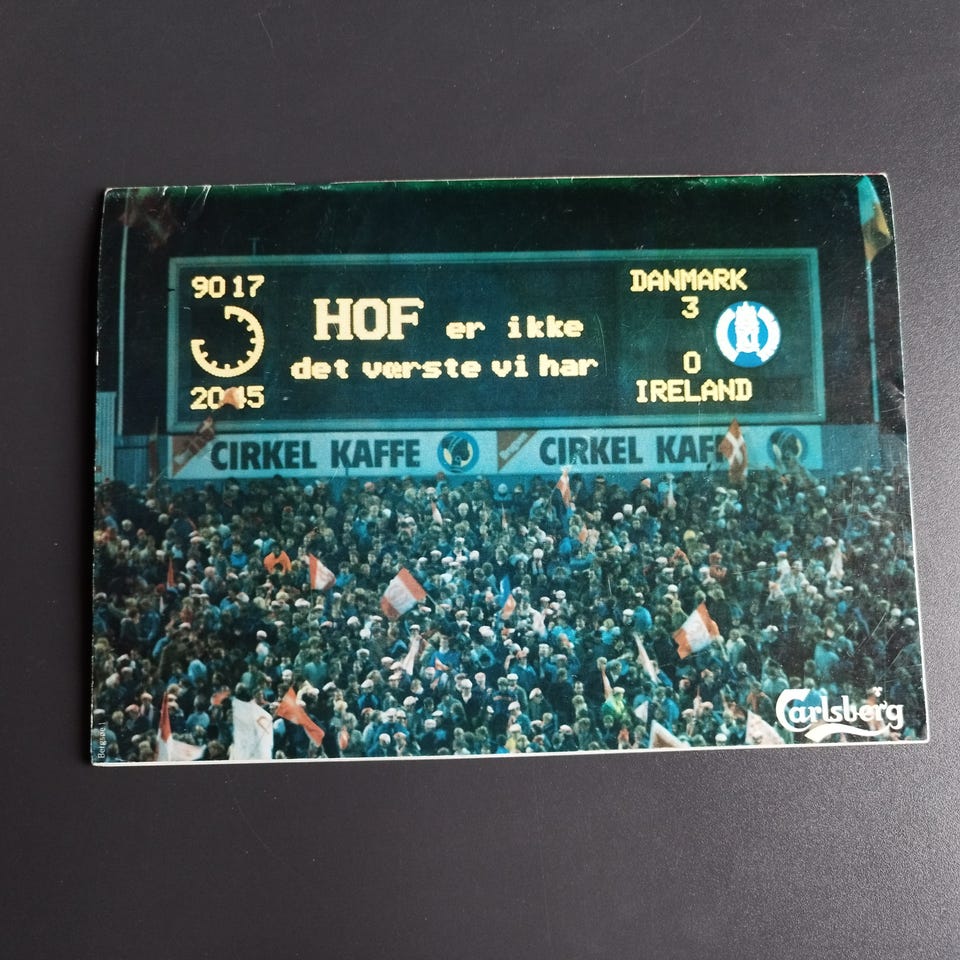 90 17
20 45
HOF er ikke
det værste vi har
DANMARK
3
0
IRELAND
CIRKEL KAFFE
CIRKEL KAFFE
Carlsberg